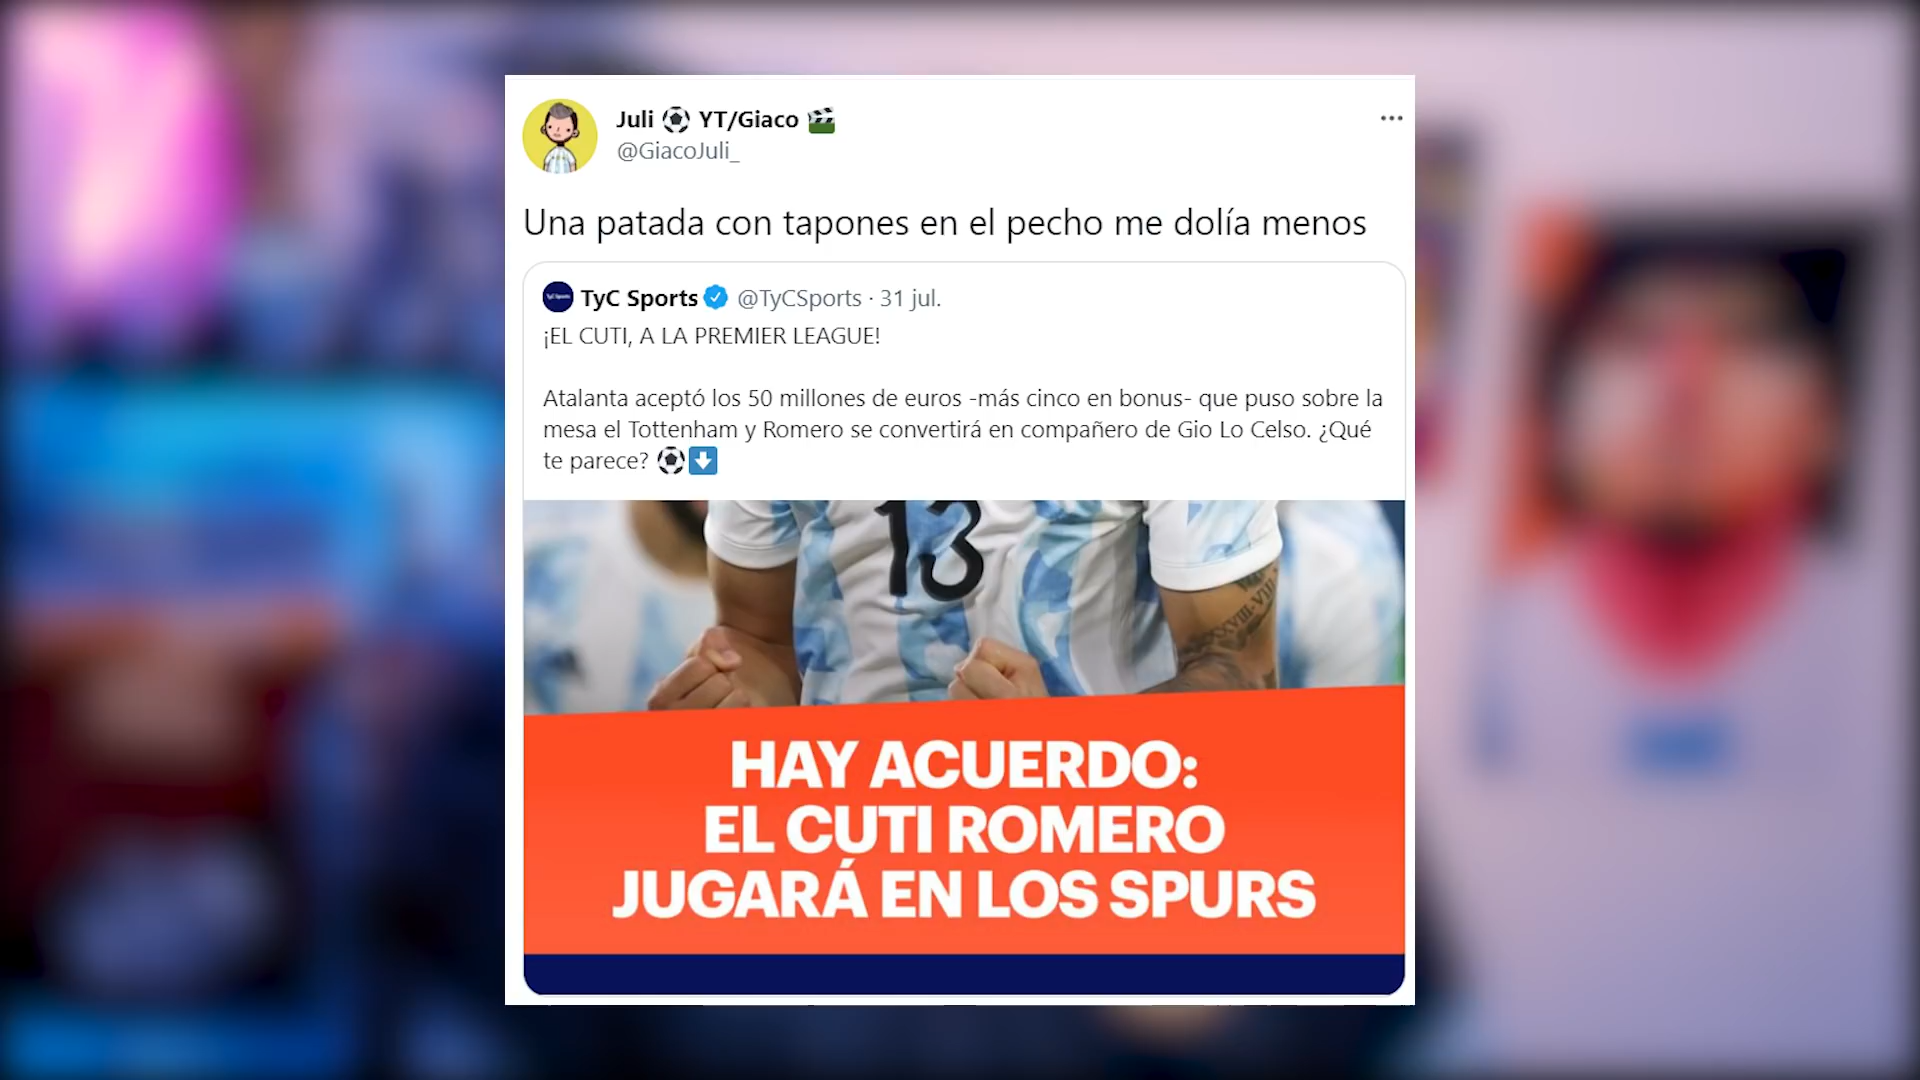 Juli ⚽ YT/Giaco 🎬
@GiacoJuli_
Una patada con tapones en el pecho me dolía menos
TyC Sports @TyCSports · 31 jul.
¡EL CUTI, A LA PREMIER LEAGUE!
Atalanta aceptó los 50 millones de euros -más cinco en bonus- que puso sobre la
mesa el Tottenham y Romero se convertirá en compañero de Gio Lo Celso. ¿Qué
te parece? ⚽⬇️
13
HAY ACUERDO:
EL CUTI ROMERO
JUGARÁ EN LOS SPURS